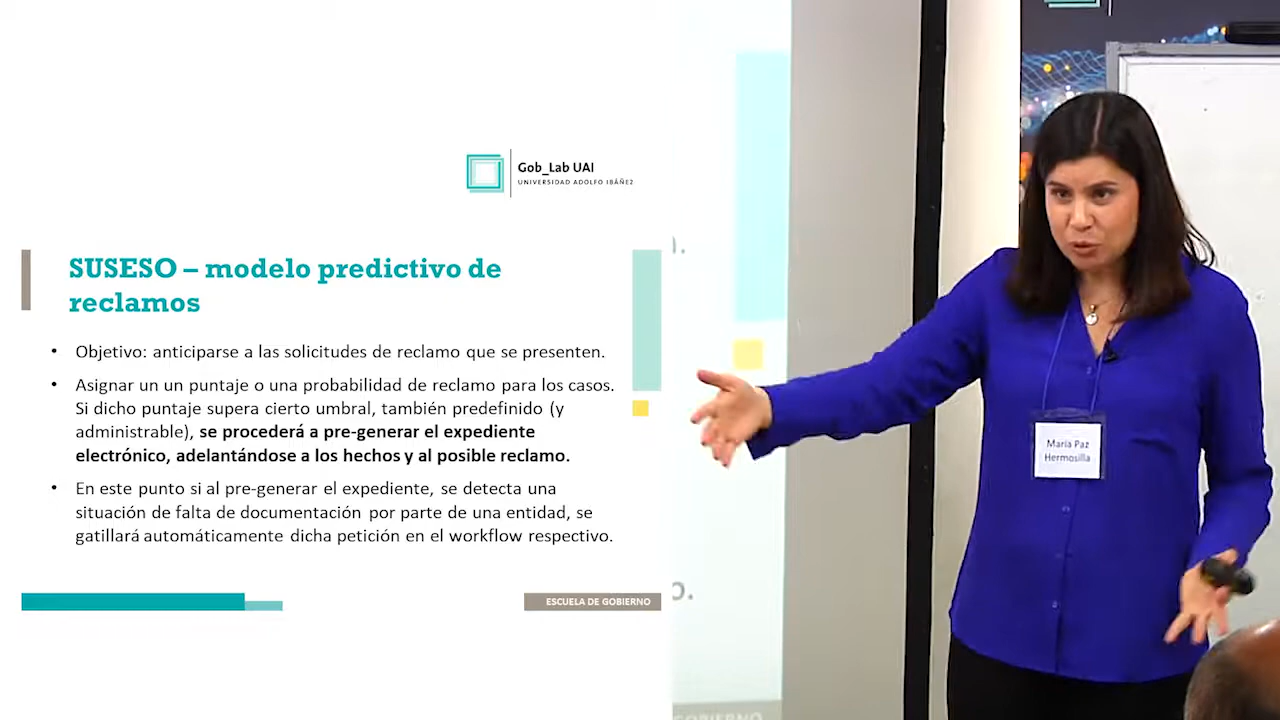 Gob_Lab UAI
UNIVERSIDAD ADOLFO IBÁÑEZ
SUSESO – modelo predictivo de
reclamos
• Objetivo: anticiparse a las solicitudes de reclamo que se presenten.
• Asignar un un puntaje o una probabilidad de reclamo para los casos.
Si dicho puntaje supera cierto umbral, también predefinido (y
administrable), se procederá a pre-generar el expediente
electrónico, adelantándose a los hechos y al posible reclamo.
• En este punto si al pre-generar el expediente, se detecta una
situación de falta de documentación por parte de una entidad, se
gatillará automáticamente dicha petición en el workflow respectivo.
ESCUELA DE GOBIERNO
María Paz
Hermosilla
GOBIERNO